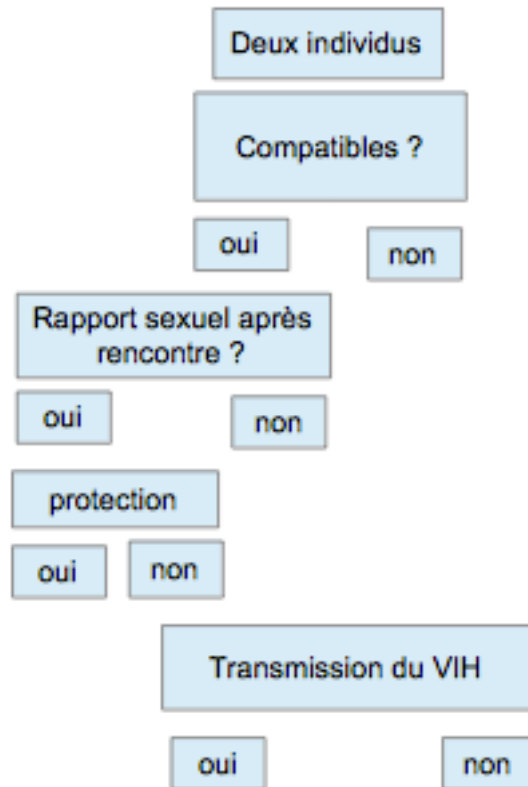 Deux individus
Compatibles ?
oui
non
Rapport sexuel après
rencontre ?
oui
non
protection
oui
non
Transmission du VIH
oui
non